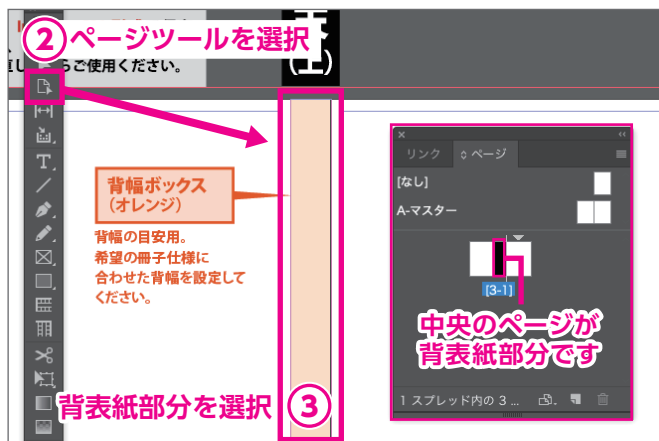 ②ページツールを選択
らご使用ください。
(土)
背幅ボックス
(オレンジ)
背幅の目安用。
希望の冊子仕様に
合わせた背幅を設定して
ください。
リンク
ページ
[なし]
A-マスター
[3-1]
中央のページが
背表紙部分です
1 スプレッド内の 3 ...
背表紙部分を選択 ③